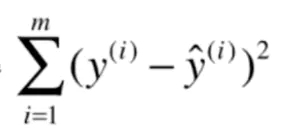 m
∑(y⁽ⁱ⁾ − ŷ⁽ⁱ⁾)²
i=1